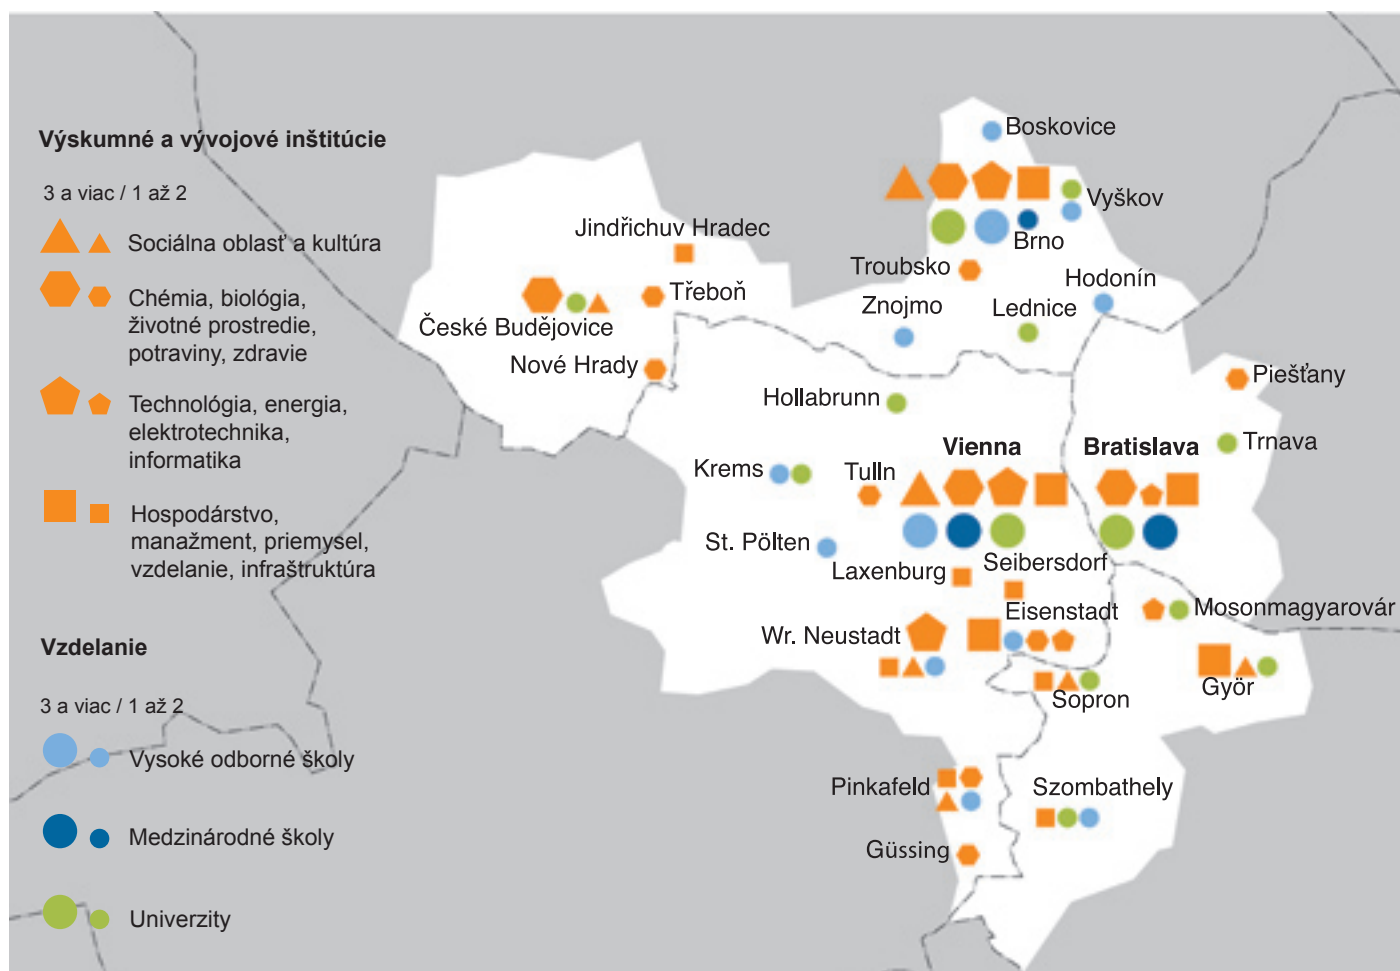 Výskumné a vývojové inštitúcie
3 a viac / 1 až 2
Sociálna oblasť a kultúra
Chémia, biológia,
životné prostredie,
potraviny, zdravie
Technológia, energia,
elektrotechnika,
informatika
Hospodárstvo,
manažment, priemysel,
vzdelanie, infraštruktúra
Vzdelanie
3 a viac / 1 až 2
Vysoké odborné školy
Medzinárodné školy
Univerzity
Boskovice
Vyškov
Brno
Jindřichuv Hradec
Troubsko
Hodonín
Třeboň
Znojmo
Lednice
České Budějovice
Nové Hrady
Piešťany
Hollabrunn
Vienna
Bratislava
Trnava
Krems
Tulln
St. Pölten
Laxenburg
Seibersdorf
Eisenstadt
Mosonmagyarovár
Wr. Neustadt
Sopron
Györ
Pinkafeld
Szombathely
Güssing